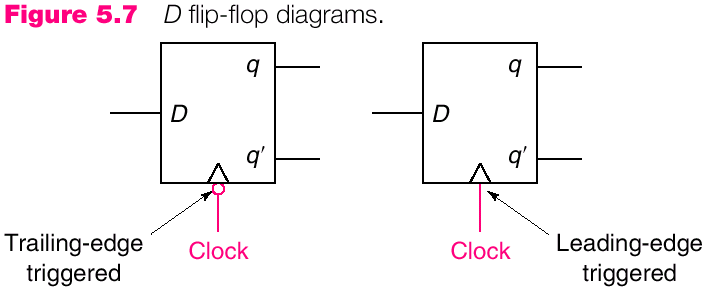 Figure 5.7 D flip-flop diagrams.
q
D
q′
Clock
Trailing-edge
triggered
q
D
q′
Clock
Leading-edge
triggered